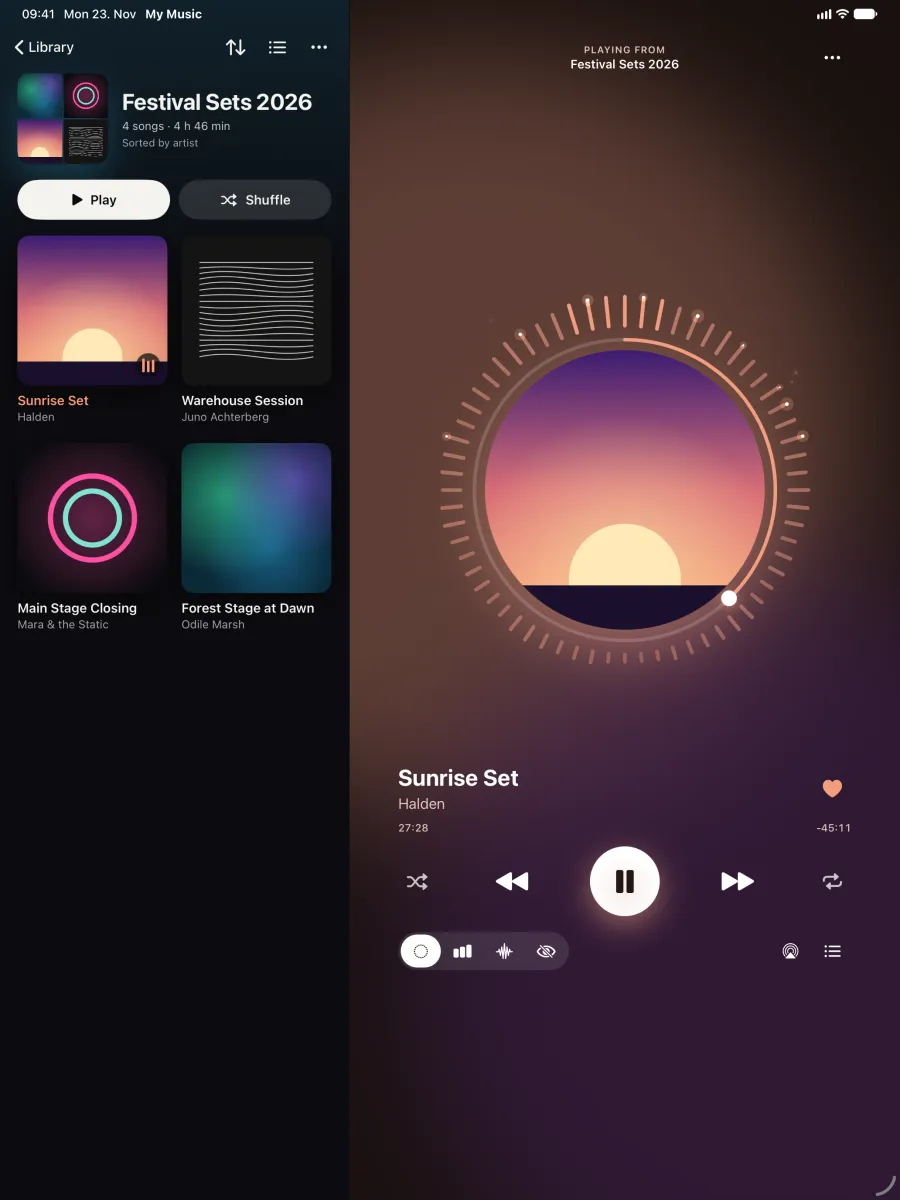 09:41 Mon 23. Nov My Music
Library
Festival Sets 2026
4 songs · 4 h 46 min
Sorted by artist
Play
Shuffle
Sunrise Set
Halden
Warehouse Session
Juno Achterberg
Main Stage Closing
Mara & the Static
Forest Stage at Dawn
Odile Marsh
PLAYING FROM
Festival Sets 2026
Sunrise Set
Halden
27:28
-45:11